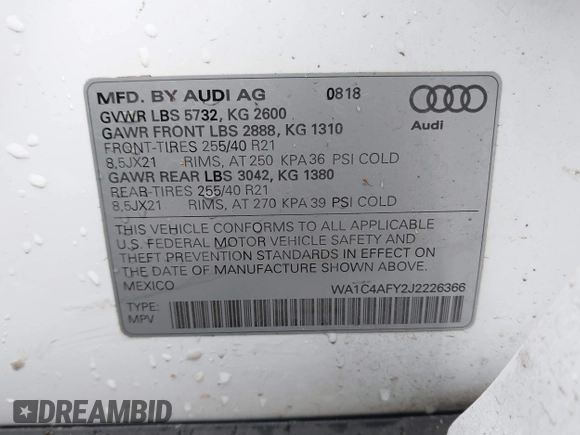 MFD. BY AUDI AG 0818
GVWR LBS 5732, KG 2600
GAWR FRONT LBS 2888, KG 1310
FRONT-TIRES 255/40 R21
8,5JX21 RIMS, AT 250 KPA 36 PSI COLD
GAWR REAR LBS 3042, KG 1380
REAR-TIRES 255/40 R21
8,5JX21 RIMS, AT 270 KPA 39 PSI COLD
Audi
THIS VEHICLE CONFORMS TO ALL APPLICABLE
U.S. FEDERAL MOTOR VEHICLE SAFETY AND
THEFT PREVENTION STANDARDS IN EFFECT ON
THE DATE OF MANUFACTURE SHOWN ABOVE.
MEXICO WA1C4AFY2J2226366
TYPE:
MPV
DREAMBID